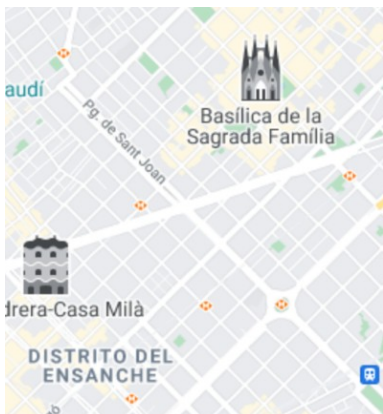 audí
Pg. de Sant Joan
Basílica de la
Sagrada Família
drera-Casa Milà
DISTRITO DEL
ENSANCHE